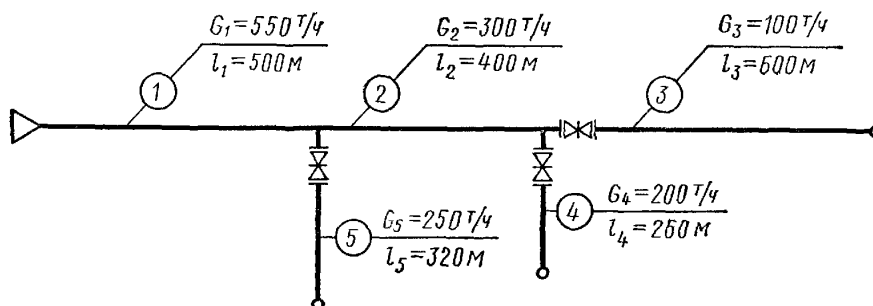 G₁=550 т/ч
l₁=500 м
1
G₂=300 т/ч
l₂=400 м
2
G₃=100 т/ч
l₃=600 м
3
G₅=250 т/ч
l₅=320 м
5
G₄=200 т/ч
l₄=260 м
4